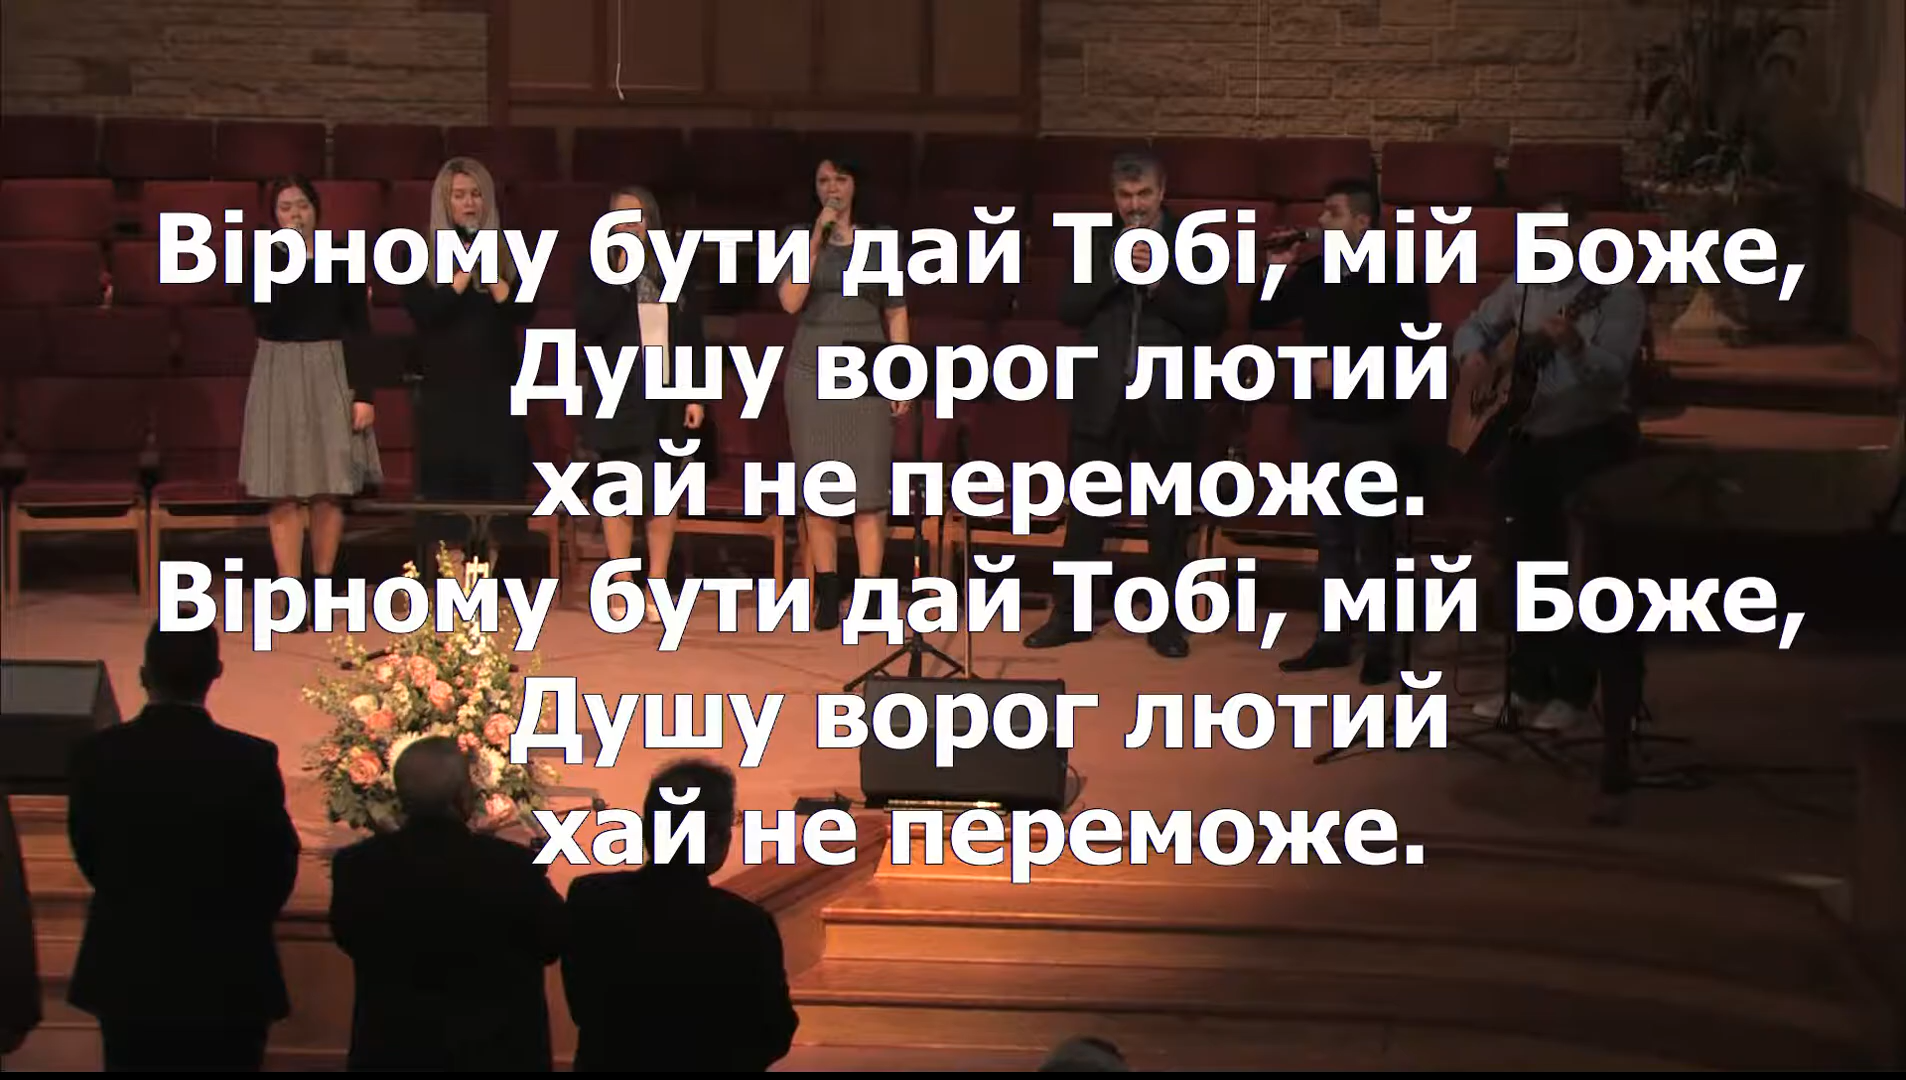 Вірному бути дай Тобі, мій Боже,
Душу ворог лютий
хай не переможе.
Вірному бути дай Тобі, мій Боже,
Душу ворог лютий
хай не переможе.